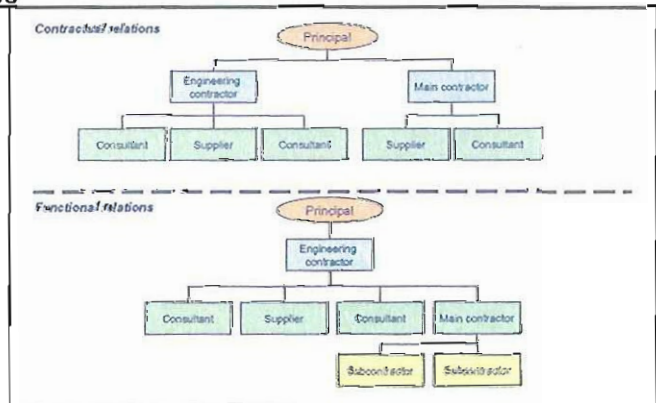 Contractual relations
Principal
Engineering
contractor
Main contractor
Consultant
Supplier
Consultant
Supplier
Consultant
Functional relations
Principal
Engineering
contractor
Consultant
Supplier
Consultant
Main contractor
Subcontractor
Subcontractor